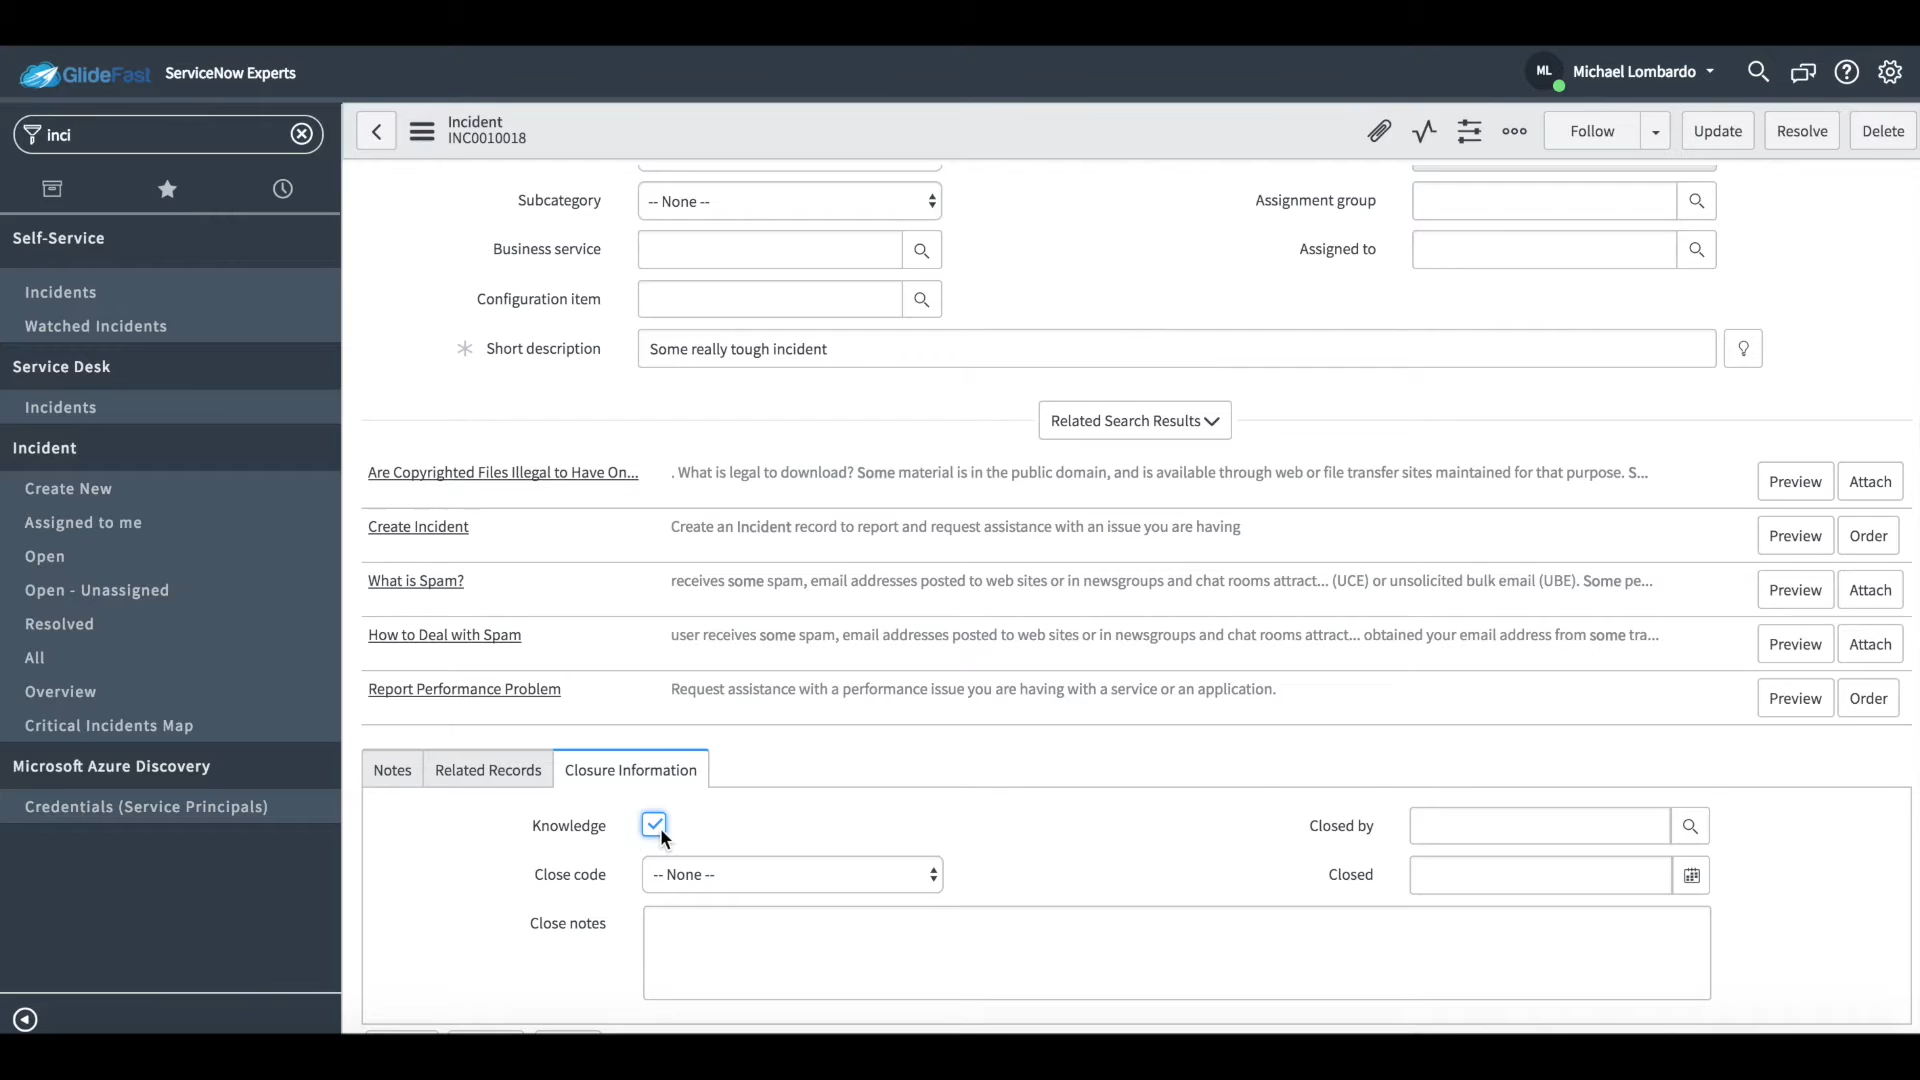 GlideFast ServiceNow Experts
ML Michael Lombardo
inci
Self-Service
Incidents
Watched Incidents
Service Desk
Incidents
Incident
Create New
Assigned to me
Open
Open - Unassigned
Resolved
All
Overview
Critical Incidents Map
Microsoft Azure Discovery
Credentials (Service Principals)
Incident
INC0010018
Follow Update Resolve Delete
Subcategory -- None -- Assignment group
Business service Assigned to
Configuration item
Short description Some really tough incident
Related Search Results
Are Copyrighted Files Illegal to Have On... . What is legal to download? Some material is in the public domain, and is available through web or file transfer sites maintained for that purpose. S... Preview Attach
Create Incident Create an Incident record to report and request assistance with an issue you are having Preview Order
What is Spam? receives some spam, email addresses posted to web sites or in newsgroups and chat rooms attract... (UCE) or unsolicited bulk email (UBE). Some pe... Preview Attach
How to Deal with Spam user receives some spam, email addresses posted to web sites or in newsgroups and chat rooms attract... obtained your email address from some tra... Preview Attach
Report Performance Problem Request assistance with a performance issue you are having with a service or an application. Preview Order
Notes Related Records Closure Information
Knowledge Closed by
Close code -- None -- Closed
Close notes